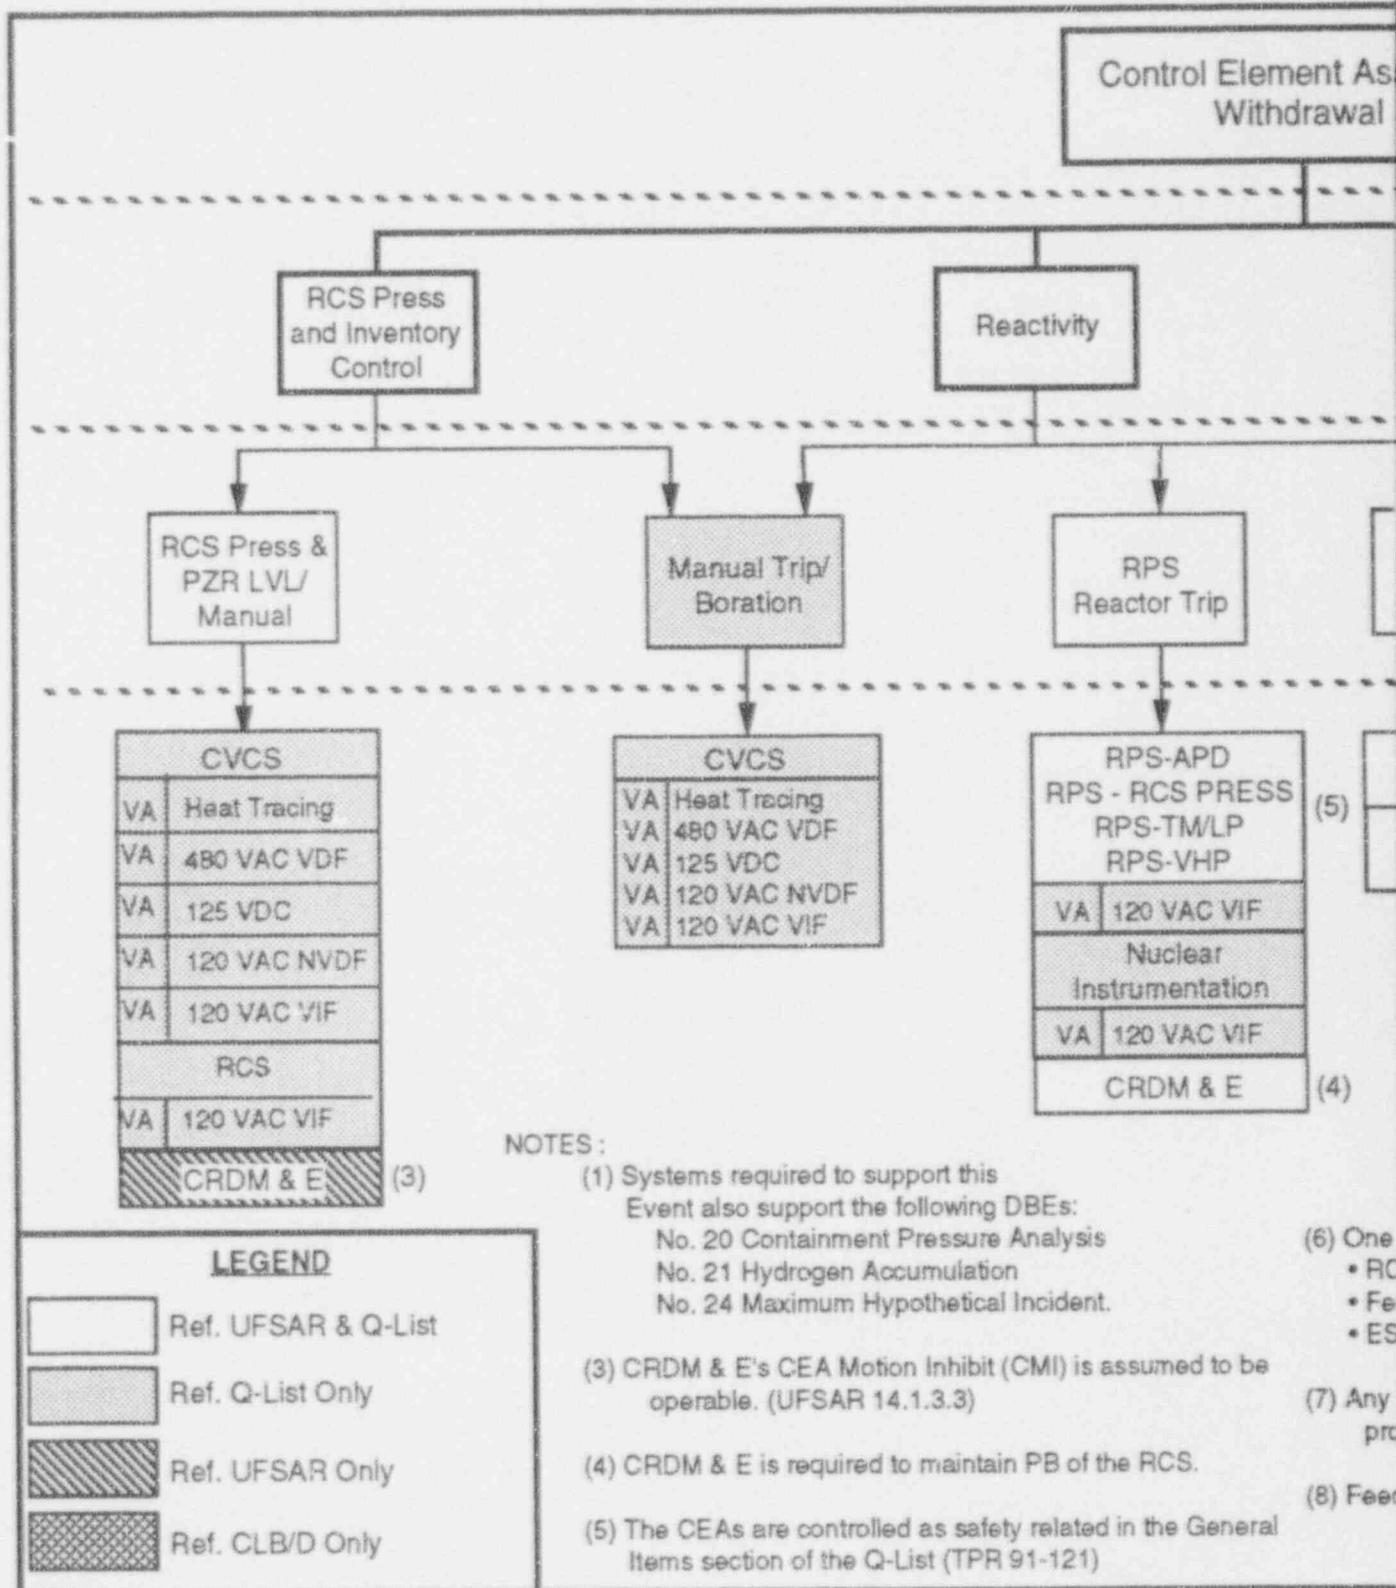 Control Element As
Withdrawal
RCS Press
and Inventory
Control
Reactivity
RCS Press &
PZR LVL/
Manual
Manual Trip/
Boration
RPS
Reactor Trip
CVCS
VA Heat Tracing
VA 480 VAC VDF
VA 125 VDC
VA 120 VAC NVDF
VA 120 VAC VIF
RCS
VA 120 VAC VIF
CRDM & E (3)
CVCS
VA Heat Tracing
VA 480 VAC VDF
VA 125 VDC
VA 120 VAC NVDF
VA 120 VAC VIF
RPS-APD
RPS - RCS PRESS (5)
RPS-TM/LP
RPS-VHP
VA 120 VAC VIF
Nuclear
Instrumentation
VA 120 VAC VIF
CRDM & E (4)
NOTES :
(1) Systems required to support this
Event also support the following DBEs:
No. 20 Containment Pressure Analysis
No. 21 Hydrogen Accumulation
No. 24 Maximum Hypothetical Incident.
(3) CRDM & E's CEA Motion Inhibit (CMI) is assumed to be
operable. (UFSAR 14.1.3.3)
(4) CRDM & E is required to maintain PB of the RCS.
(5) The CEAs are controlled as safety related in the General
Items section of the Q-List (TPR 91-121)
(6) One
• RC
• Fe
• ES
(7) Any
pro
(8) Feed
LEGEND
Ref. UFSAR & Q-List
Ref. Q-List Only
Ref. UFSAR Only
Ref. CLB/D Only